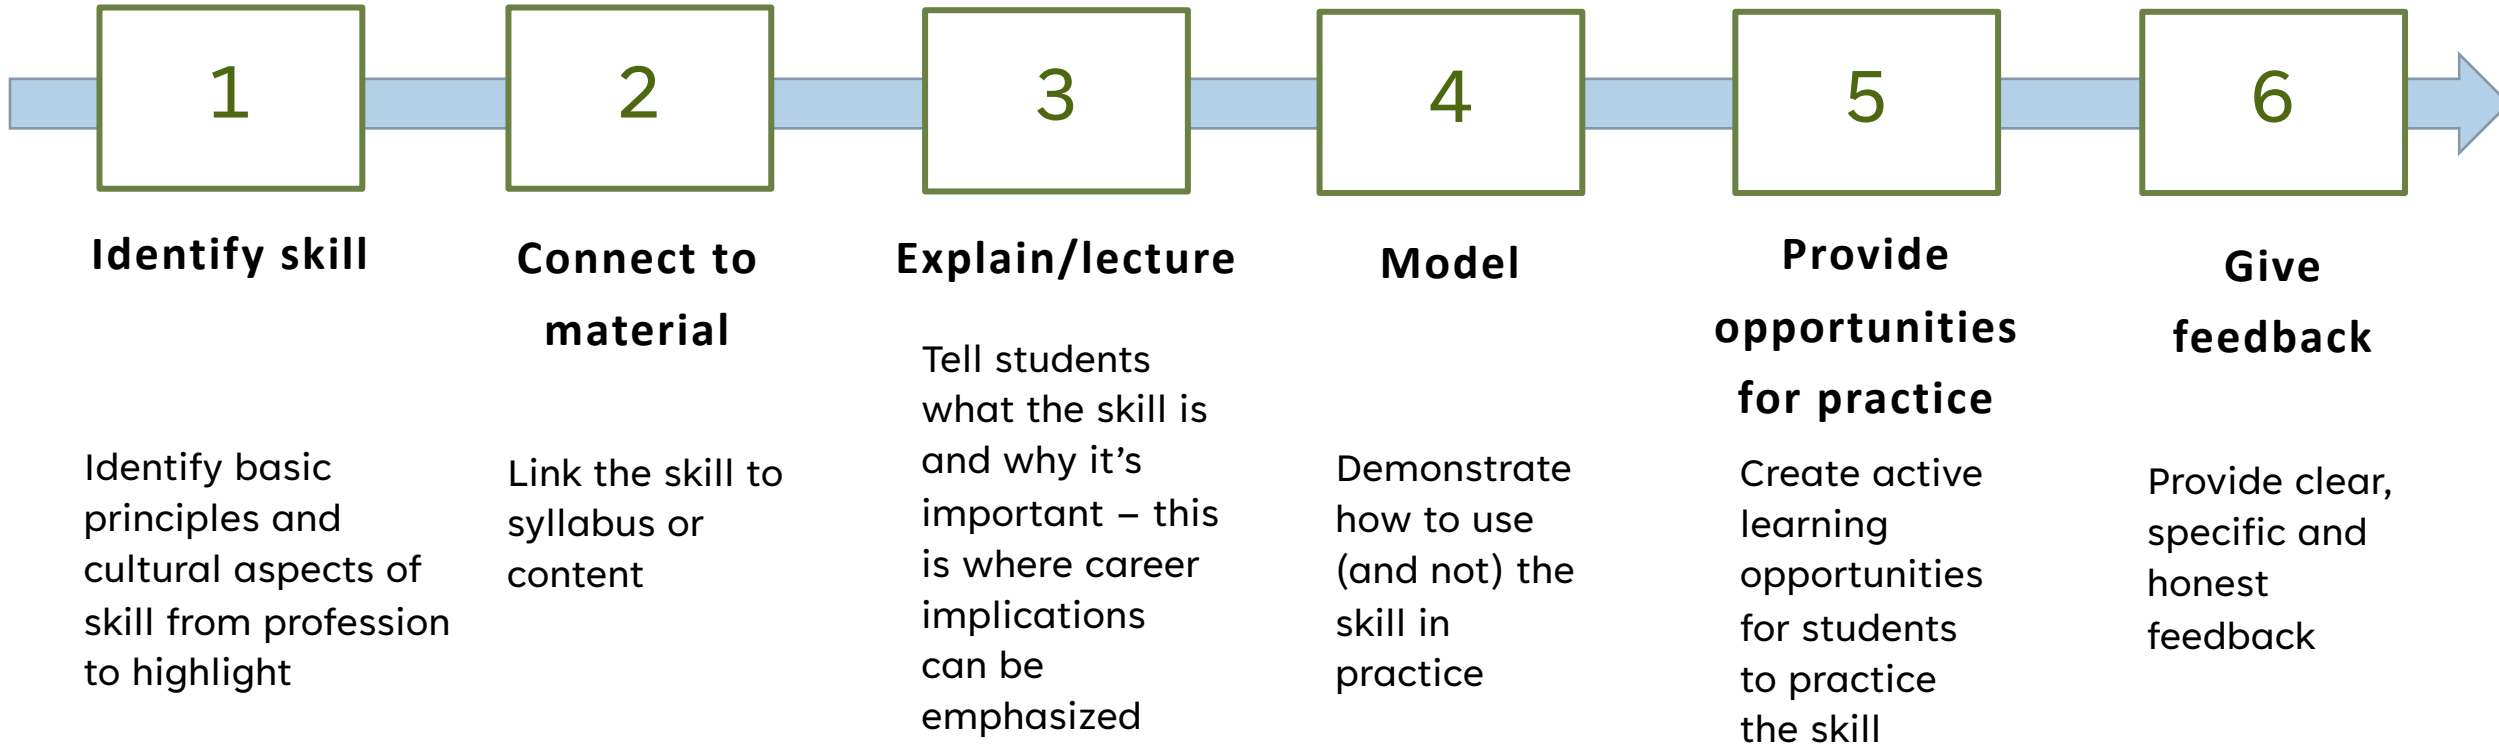 1
Identify skill
Identify basic
principles and
cultural aspects of
skill from profession
to highlight
2
Connect to
material
Link the skill to
syllabus or
content
3
Explain/lecture
Tell students
what the skill is
and why it’s
important – this
is where career
implications
can be
emphasized
4
Model
Demonstrate
how to use
(and not) the
skill in
practice
5
Provide
opportunities
for practice
Create active
learning
opportunities
for students
to practice
the skill
6
Give
feedback
Provide clear,
specific and
honest
feedback